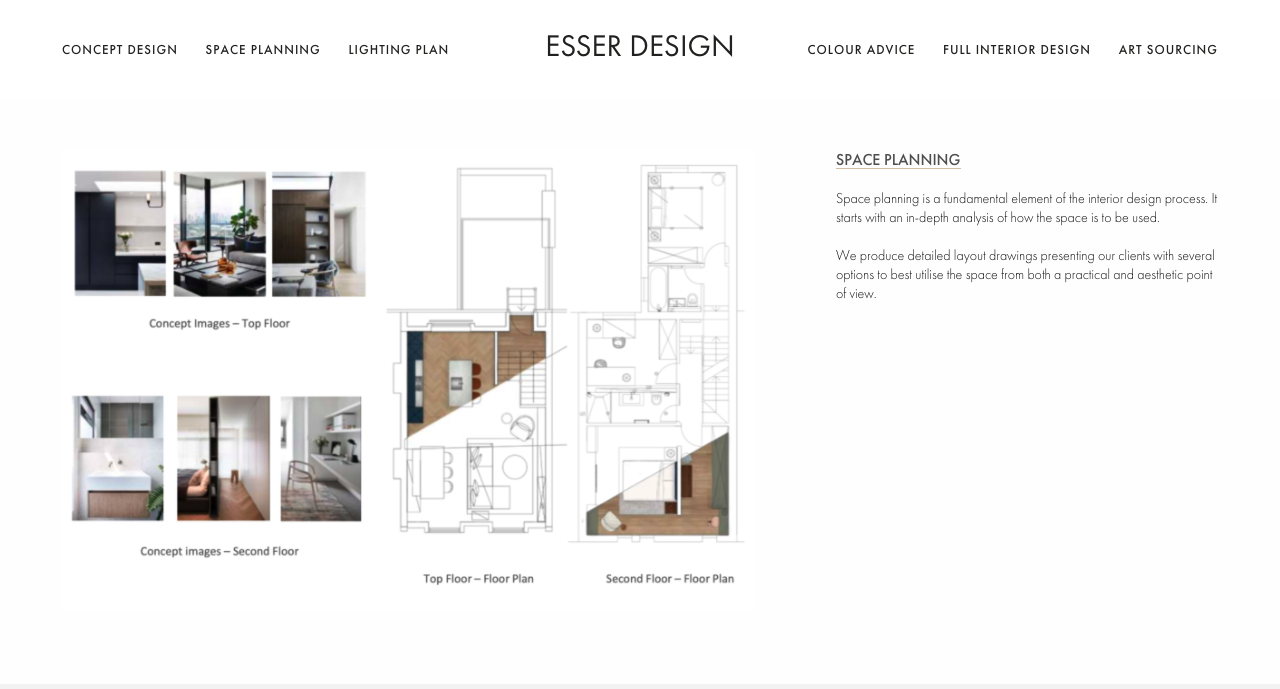 CONCEPT DESIGN
SPACE PLANNING
LIGHTING PLAN
ESSER DESIGN
COLOUR ADVICE
FULL INTERIOR DESIGN
ART SOURCING
Concept Images – Top Floor
Concept images – Second Floor
Top Floor – Floor Plan
Second Floor – Floor Plan
SPACE PLANNING
Space planning is a fundamental element of the interior design process. It
starts with an in-depth analysis of how the space is to be used.
We produce detailed layout drawings presenting our clients with several
options to best utilise the space from both a practical and aesthetic point
of view.